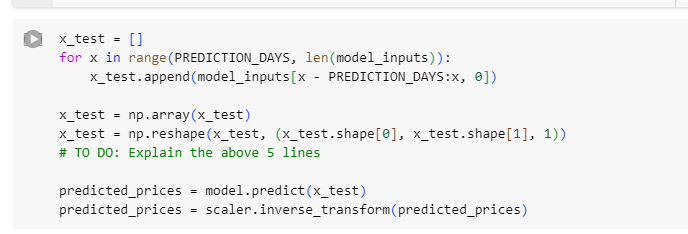 x_test = []
for x in range(PREDICTION_DAYS, len(model_inputs)):
    x_test.append(model_inputs[x - PREDICTION_DAYS:x, 0])

x_test = np.array(x_test)
x_test = np.reshape(x_test, (x_test.shape[0], x_test.shape[1], 1))
# TO DO: Explain the above 5 lines

predicted_prices = model.predict(x_test)
predicted_prices = scaler.inverse_transform(predicted_prices)